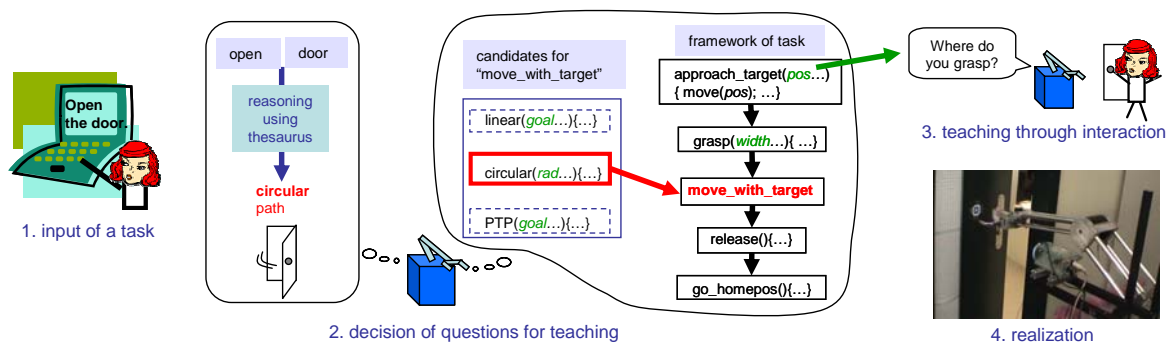 Open
the door.
1. input of a task
open
door
reasoning
using
thesaurus
circular
path
candidates for
“move_with_target”
linear(goal…){…}
circular(rad…){…}
PTP(goal…){…}
framework of task
approach_target(pos…)
{ move(pos); …}
grasp(width…){ …}
move_with_target
release(){…}
go_homepos(){…}
2. decision of questions for teaching
Where do
you grasp?
3. teaching through interaction
4. realization